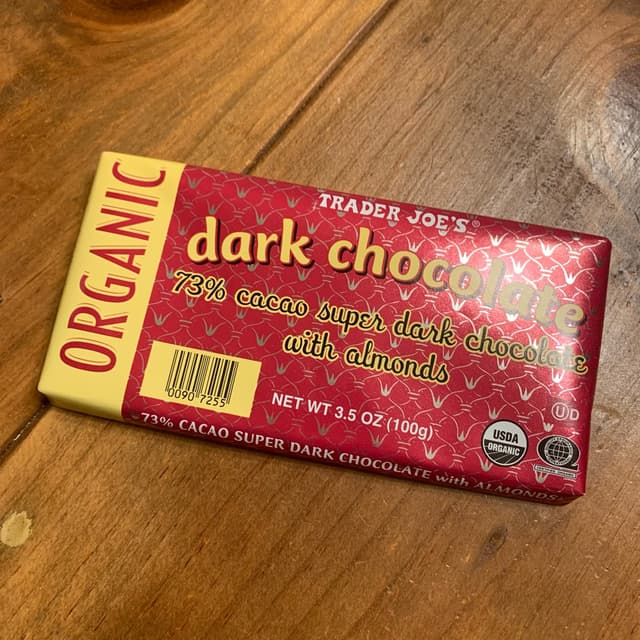 ORGANIC
TRADER JOE'S®
dark chocolate
73% cacao super dark chocolate
with almonds
0090 7255
NET WT 3.5 OZ (100g)
USDA
ORGANIC
UD
73% CACAO SUPER DARK CHOCOLATE with ALMONDS